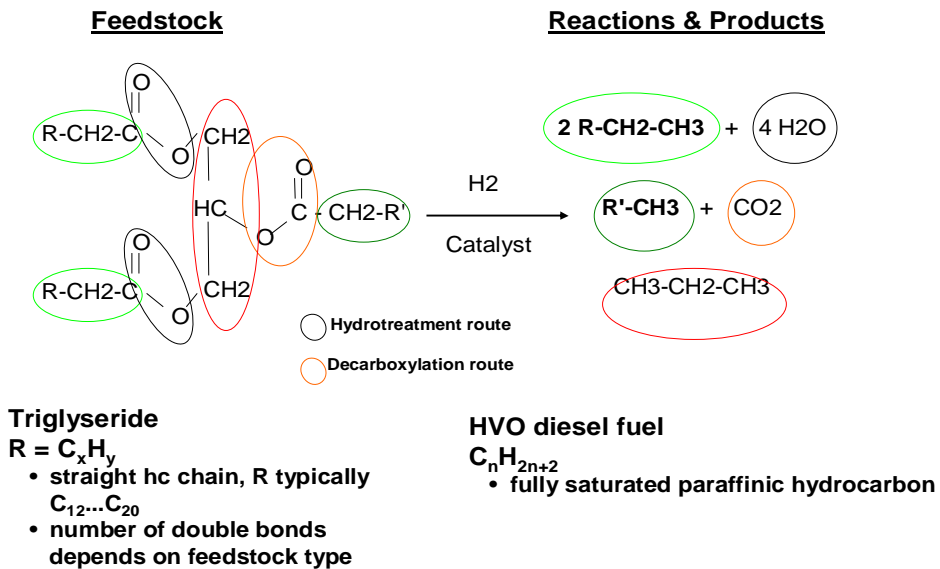 Feedstock
Reactions & Products
O
R-CH2-C
O
CH2
O
HC
C
CH2-R'
O
O
R-CH2-C
O
CH2
H2
Catalyst
2 R-CH2-CH3 + 4 H2O
R'-CH3 + CO2
CH3-CH2-CH3
Hydrotreatment route
Decarboxylation route
Triglyseride
R = CxHy
• straight hc chain, R typically
C12...C20
• number of double bonds
depends on feedstock type
HVO diesel fuel
CnH2n+2
• fully saturated paraffinic hydrocarbon